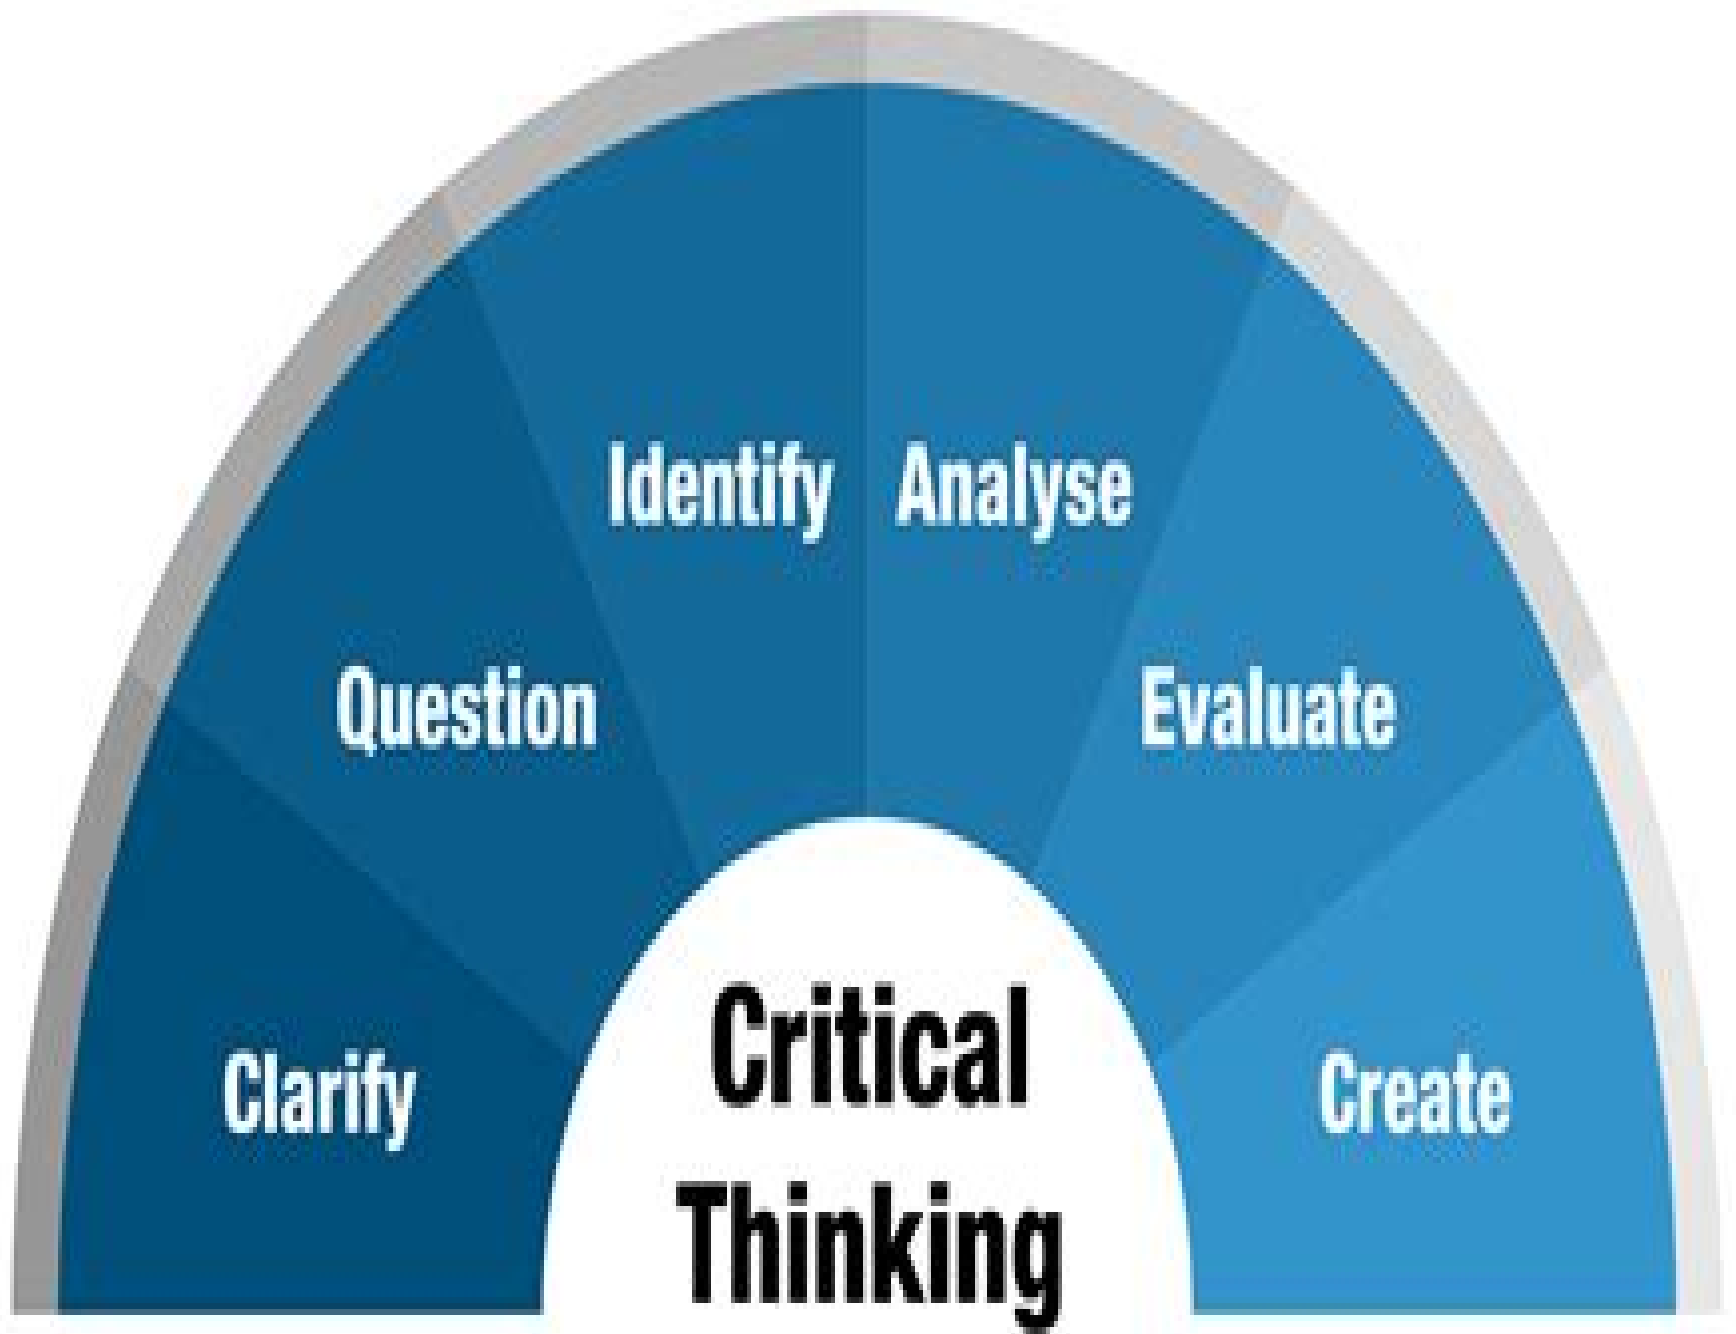 Identify
Analyse
Question
Evaluate
Clarify
Create
Critical
Thinking